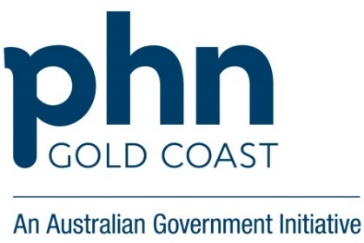 phn
GOLD COAST
An Australian Government Initiative